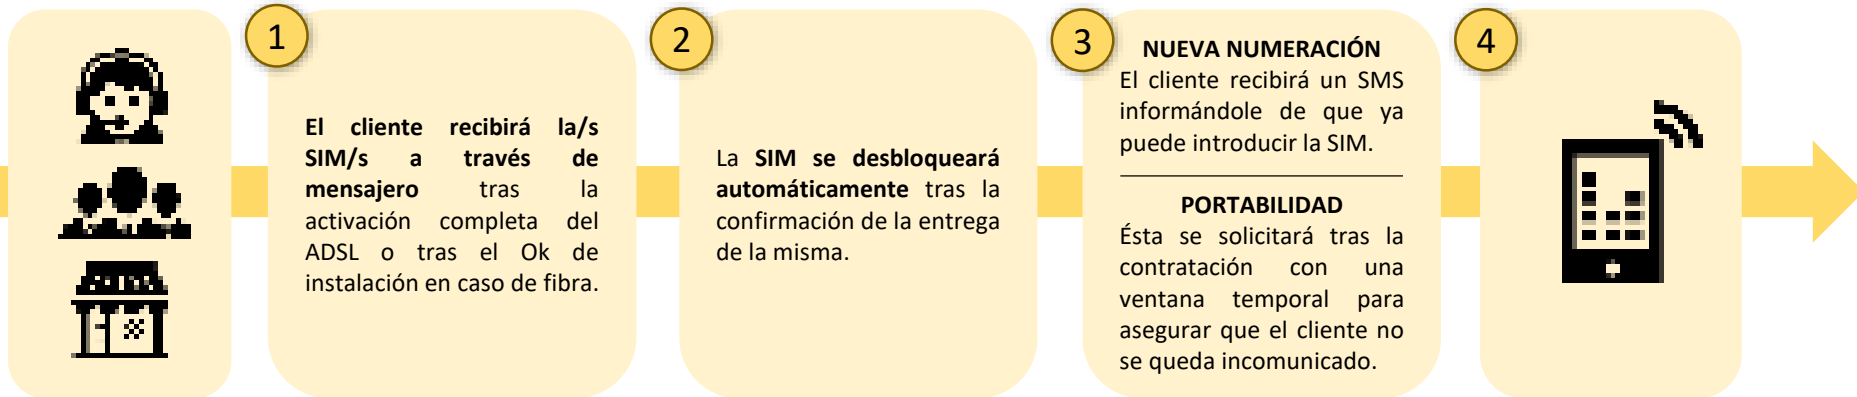 1
El cliente recibirá la/s
SIM/s a través de
mensajero tras la
activación completa del
ADSL o tras el Ok de
instalación en caso de fibra.
2
La SIM se desbloqueará
automáticamente tras la
confirmación de la entrega
de la misma.
3
NUEVA NUMERACIÓN
El cliente recibirá un SMS
informándole de que ya
puede introducir la SIM.
PORTABILIDAD
Ésta se solicitará tras la
contratación con una
ventana temporal para
asegurar que el cliente no
se queda incomunicado.
4